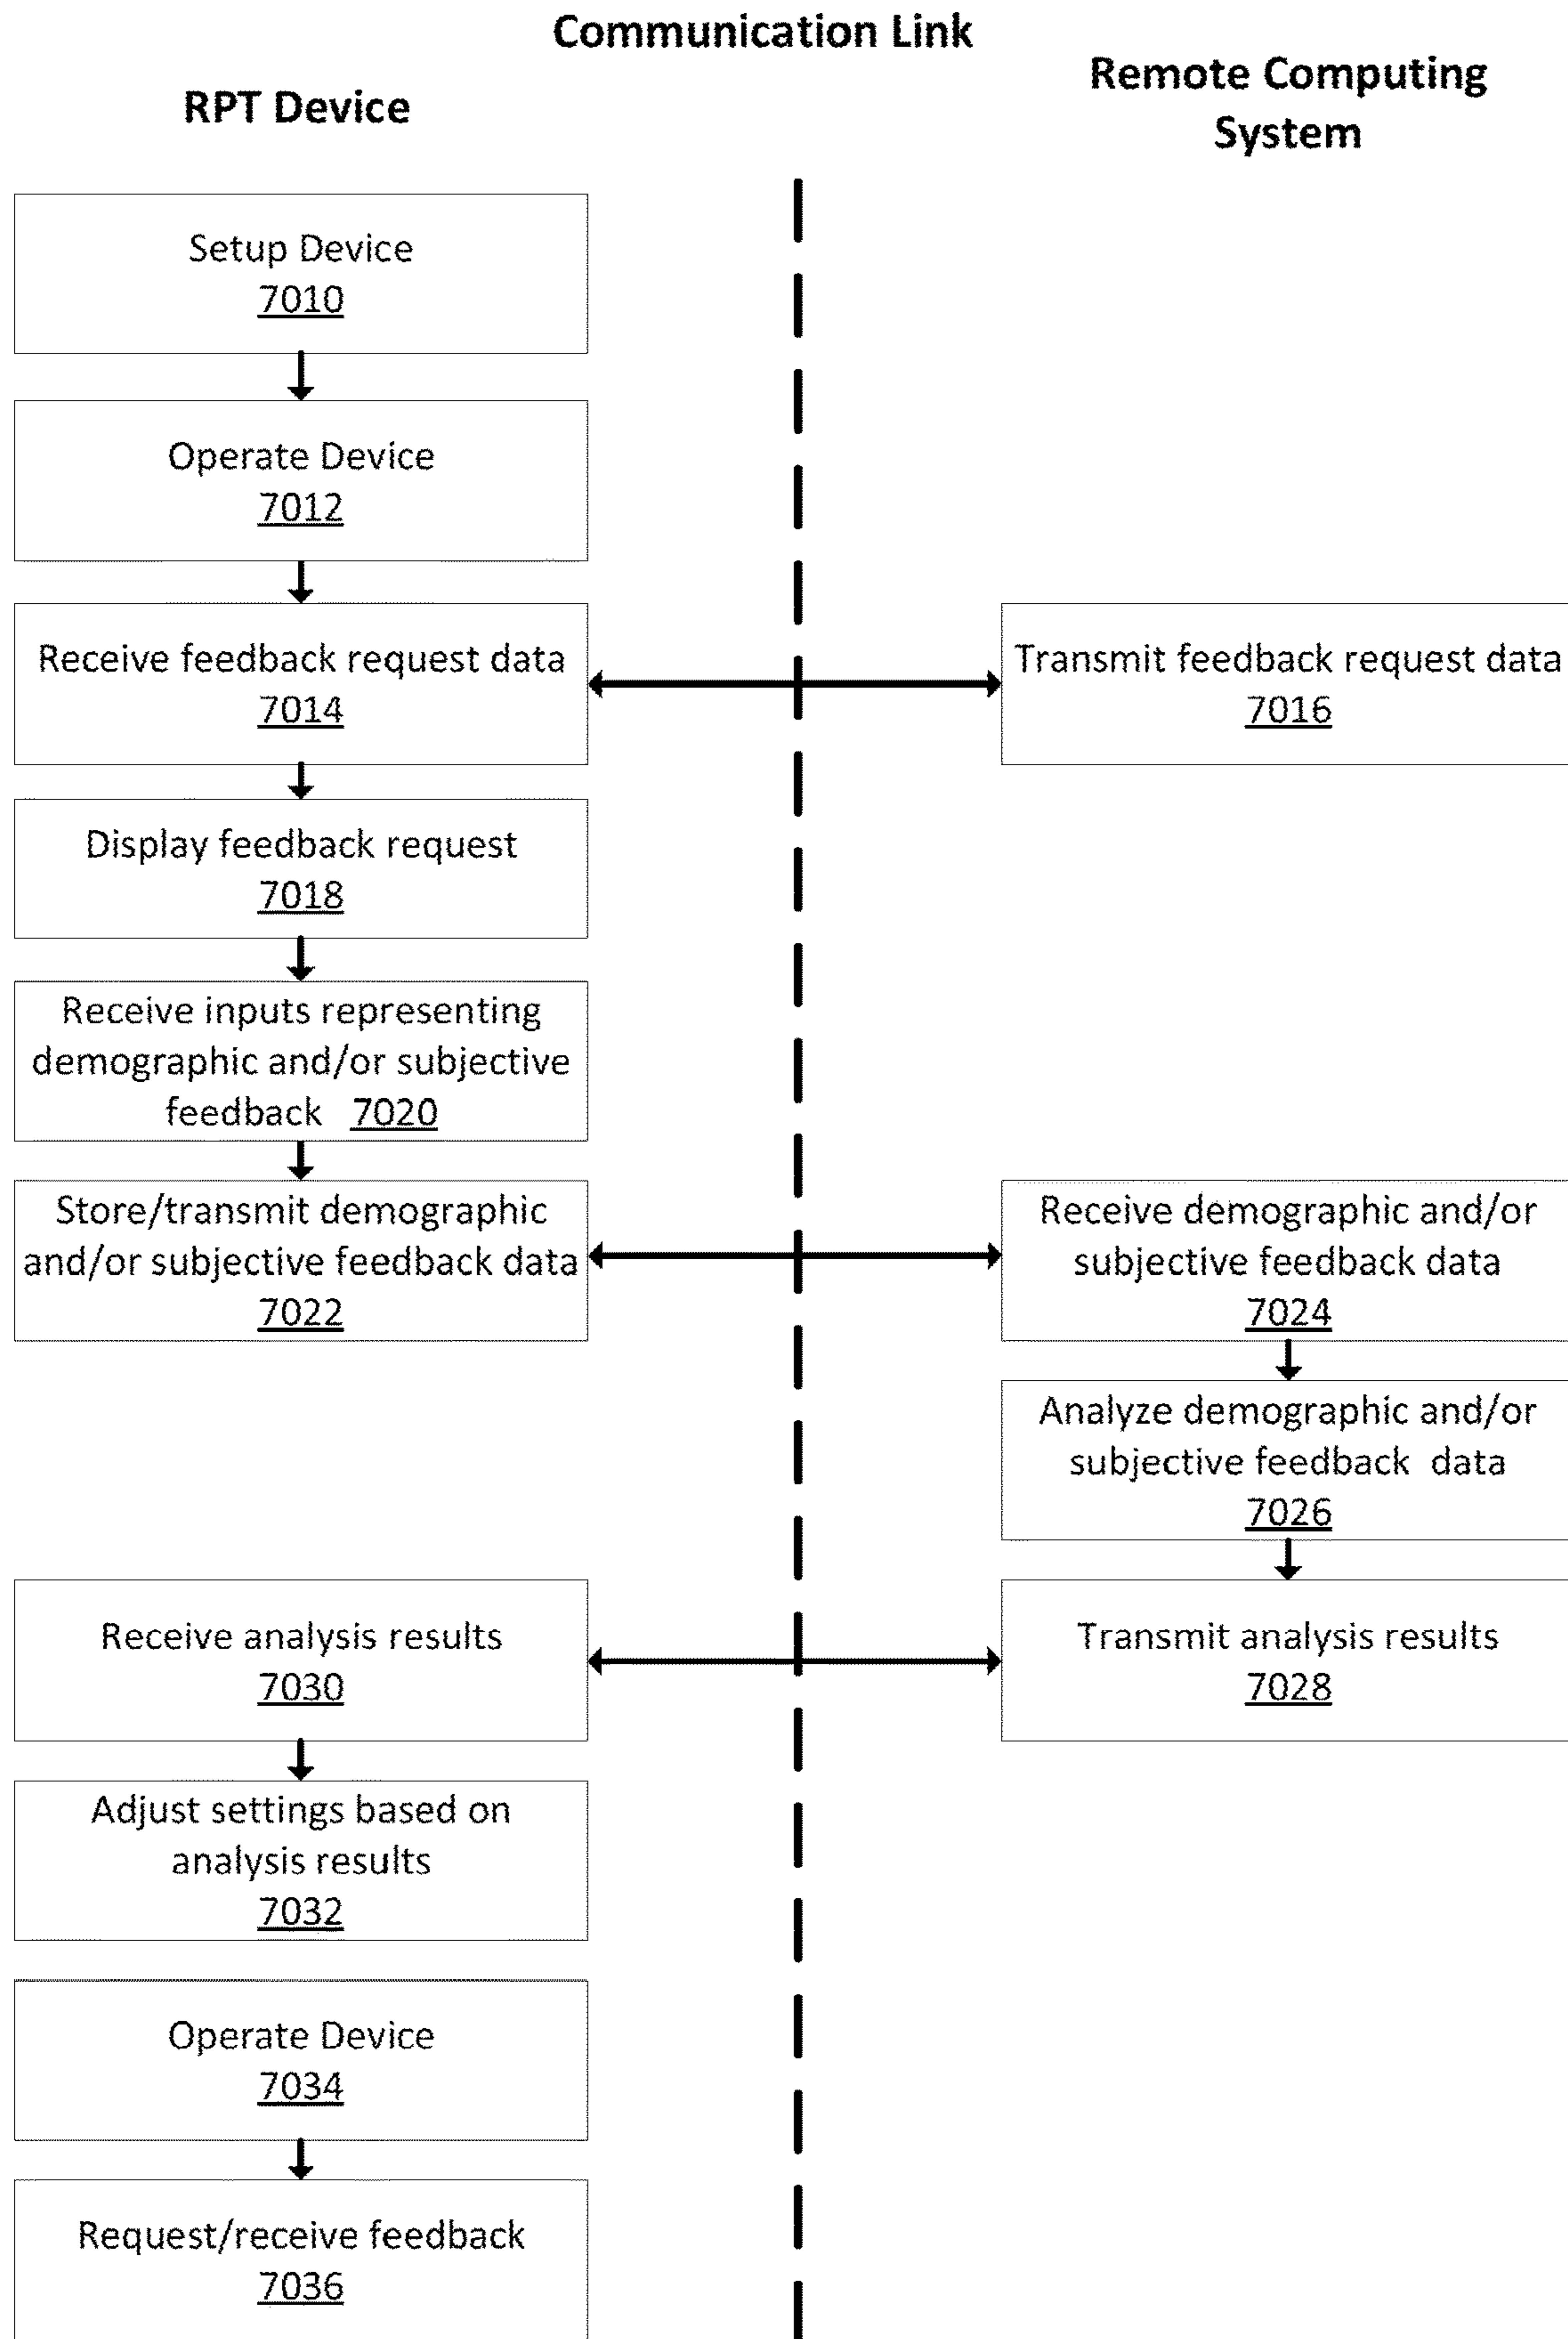 Communication Link
RPT Device
Remote Computing
System
Setup Device
7010
Operate Device
7012
Receive feedback request data
7014
Transmit feedback request data
7016
Display feedback request
7018
Receive inputs representing
demographic and/or subjective
feedback 7020
Store/transmit demographic
and/or subjective feedback data
7022
Receive demographic and/or
subjective feedback data
7024
Analyze demographic and/or
subjective feedback data
7026
Receive analysis results
7030
Transmit analysis results
7028
Adjust settings based on
analysis results
7032
Operate Device
7034
Request/receive feedback
7036